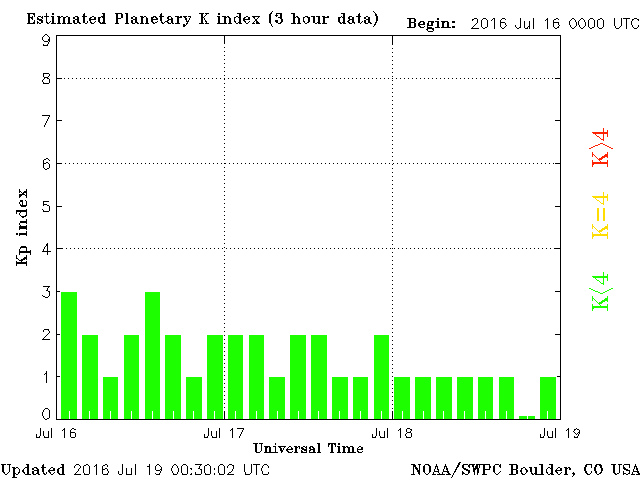 Estimated Planetary K index (3 hour data) Begin: 2016 Jul 16 0000 UTC
9
8
7
6
5
4
3
2
1
0
Kp index
K>4
K=4
K<4
Jul 16 Jul 17 Jul 18 Jul 19
Universal Time
Updated 2016 Jul 19 00:30:02 UTC NOAA/SWPC Boulder, CO USA